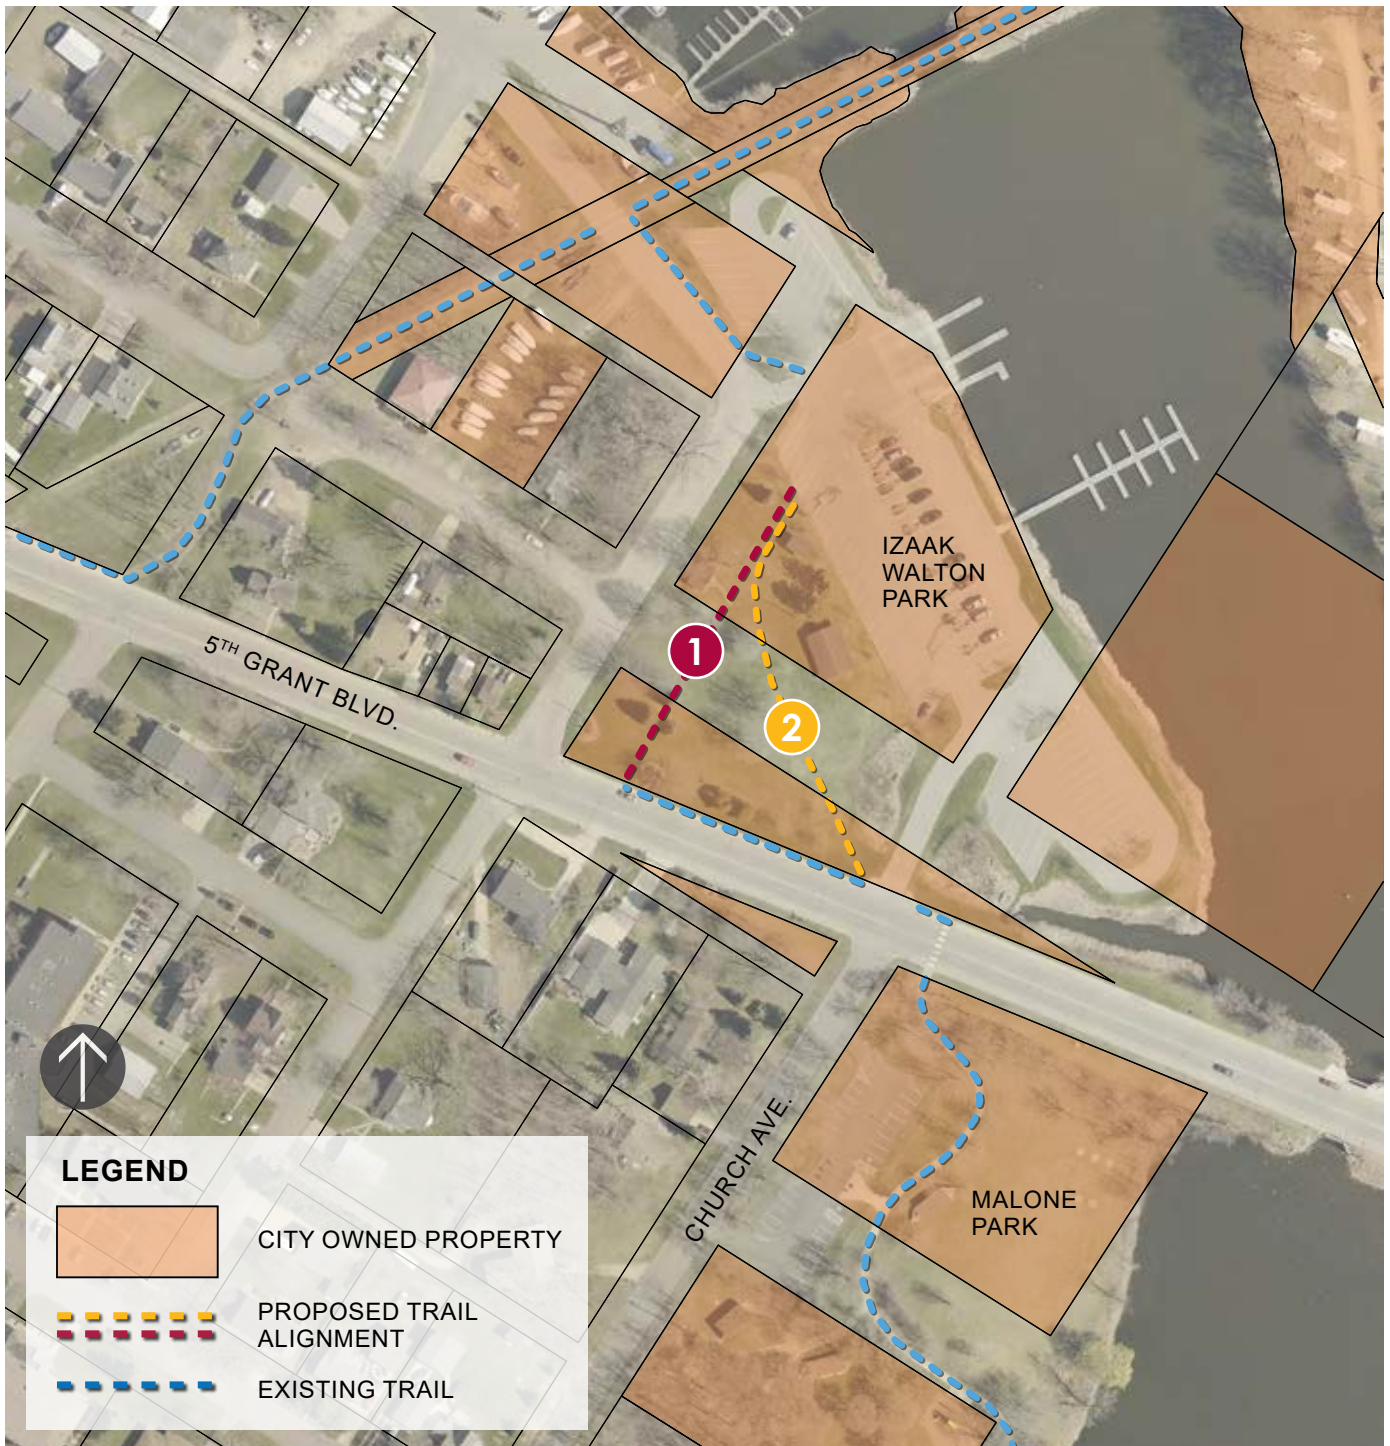 IZAAK
WALTON
PARK
5TH GRANT BLVD.
1
2
CHURCH AVE.
MALONE
PARK
LEGEND
CITY OWNED PROPERTY
PROPOSED TRAIL
ALIGNMENT
EXISTING TRAIL